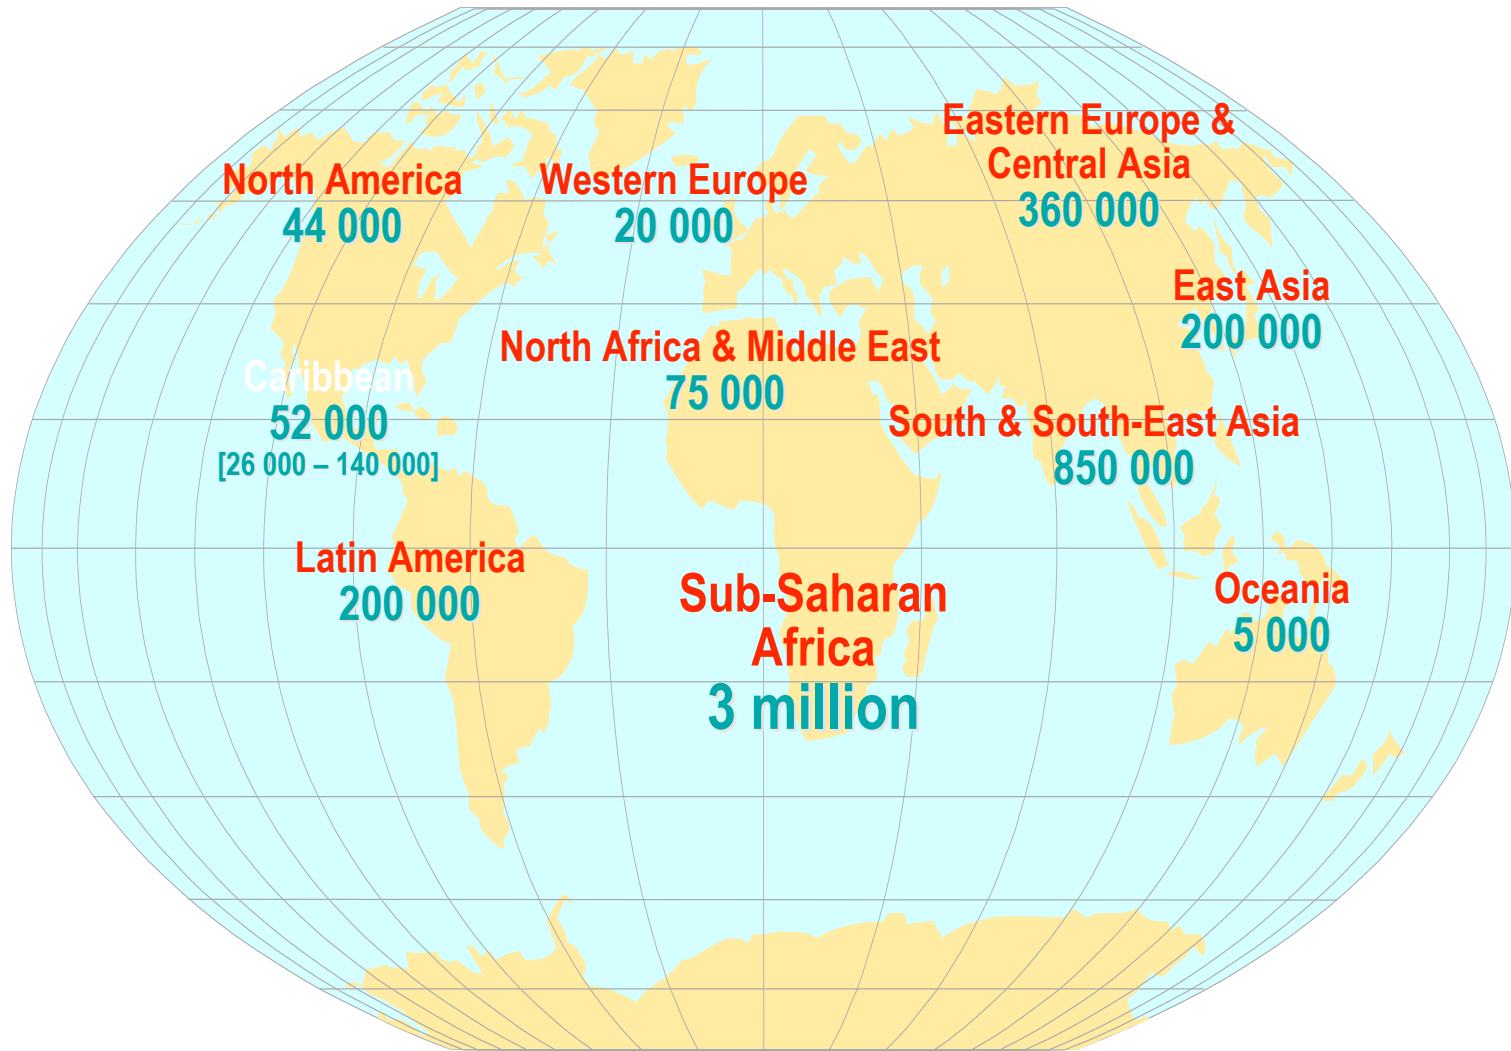 Eastern Europe &
Central Asia
360 000
North America
44 000
Western Europe
20 000
East Asia
200 000
North Africa & Middle East
75 000
Caribbean
52 000
[26 000 – 140 000]
South & South-East Asia
850 000
Latin America
200 000
Sub-Saharan
Africa
3 million
Oceania
5 000